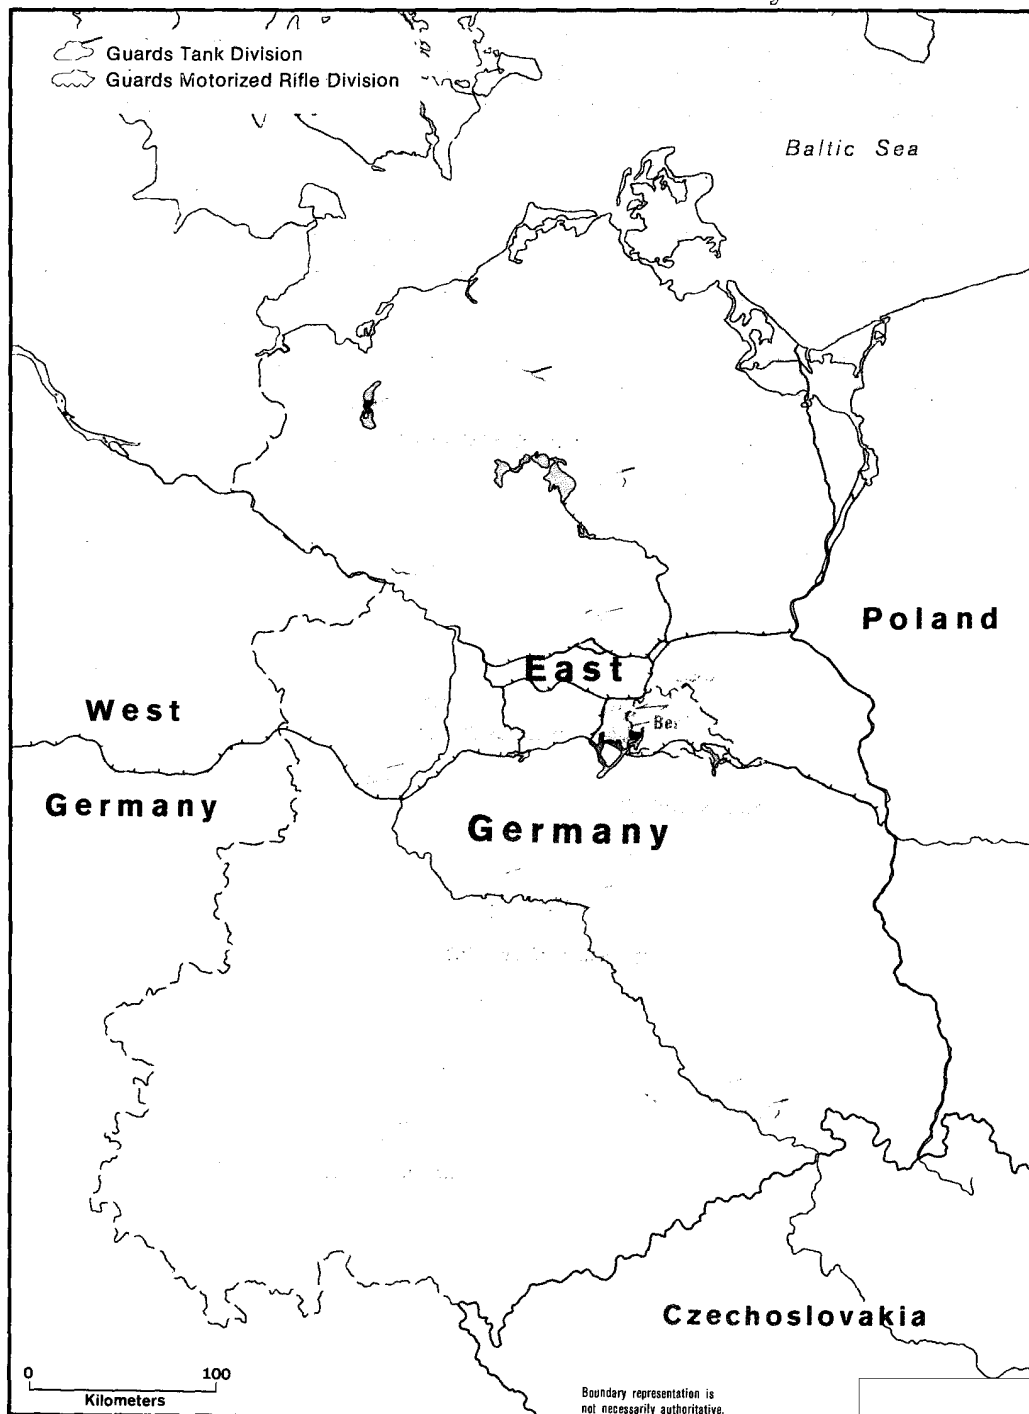 Guards Tank Division
Guards Motorized Rifle Division
Baltic Sea
Poland
East
West
Germany
Germany
Czechoslovakia
0 100
Kilometers
Boundary representation is
not necessarily authoritative.